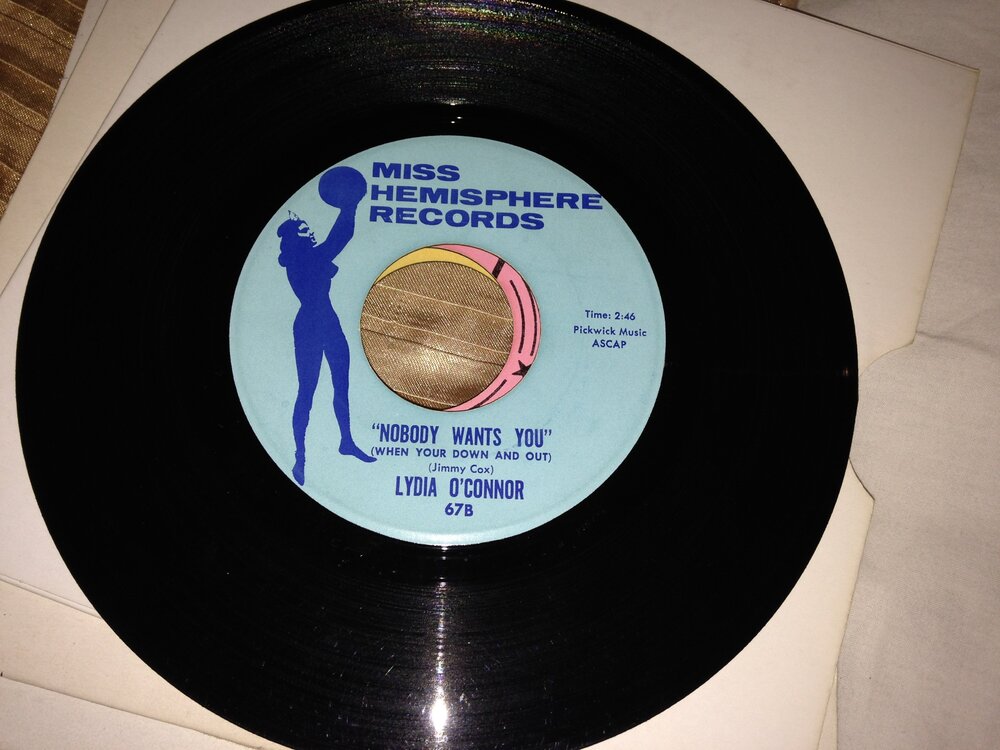 MISS
HEMISPHERE
RECORDS
Time: 2:46
Pickwick Music
ASCAP
"NOBODY WANTS YOU"
(WHEN YOUR DOWN AND OUT)
(Jimmy Cox)
LYDIA O'CONNOR
67B